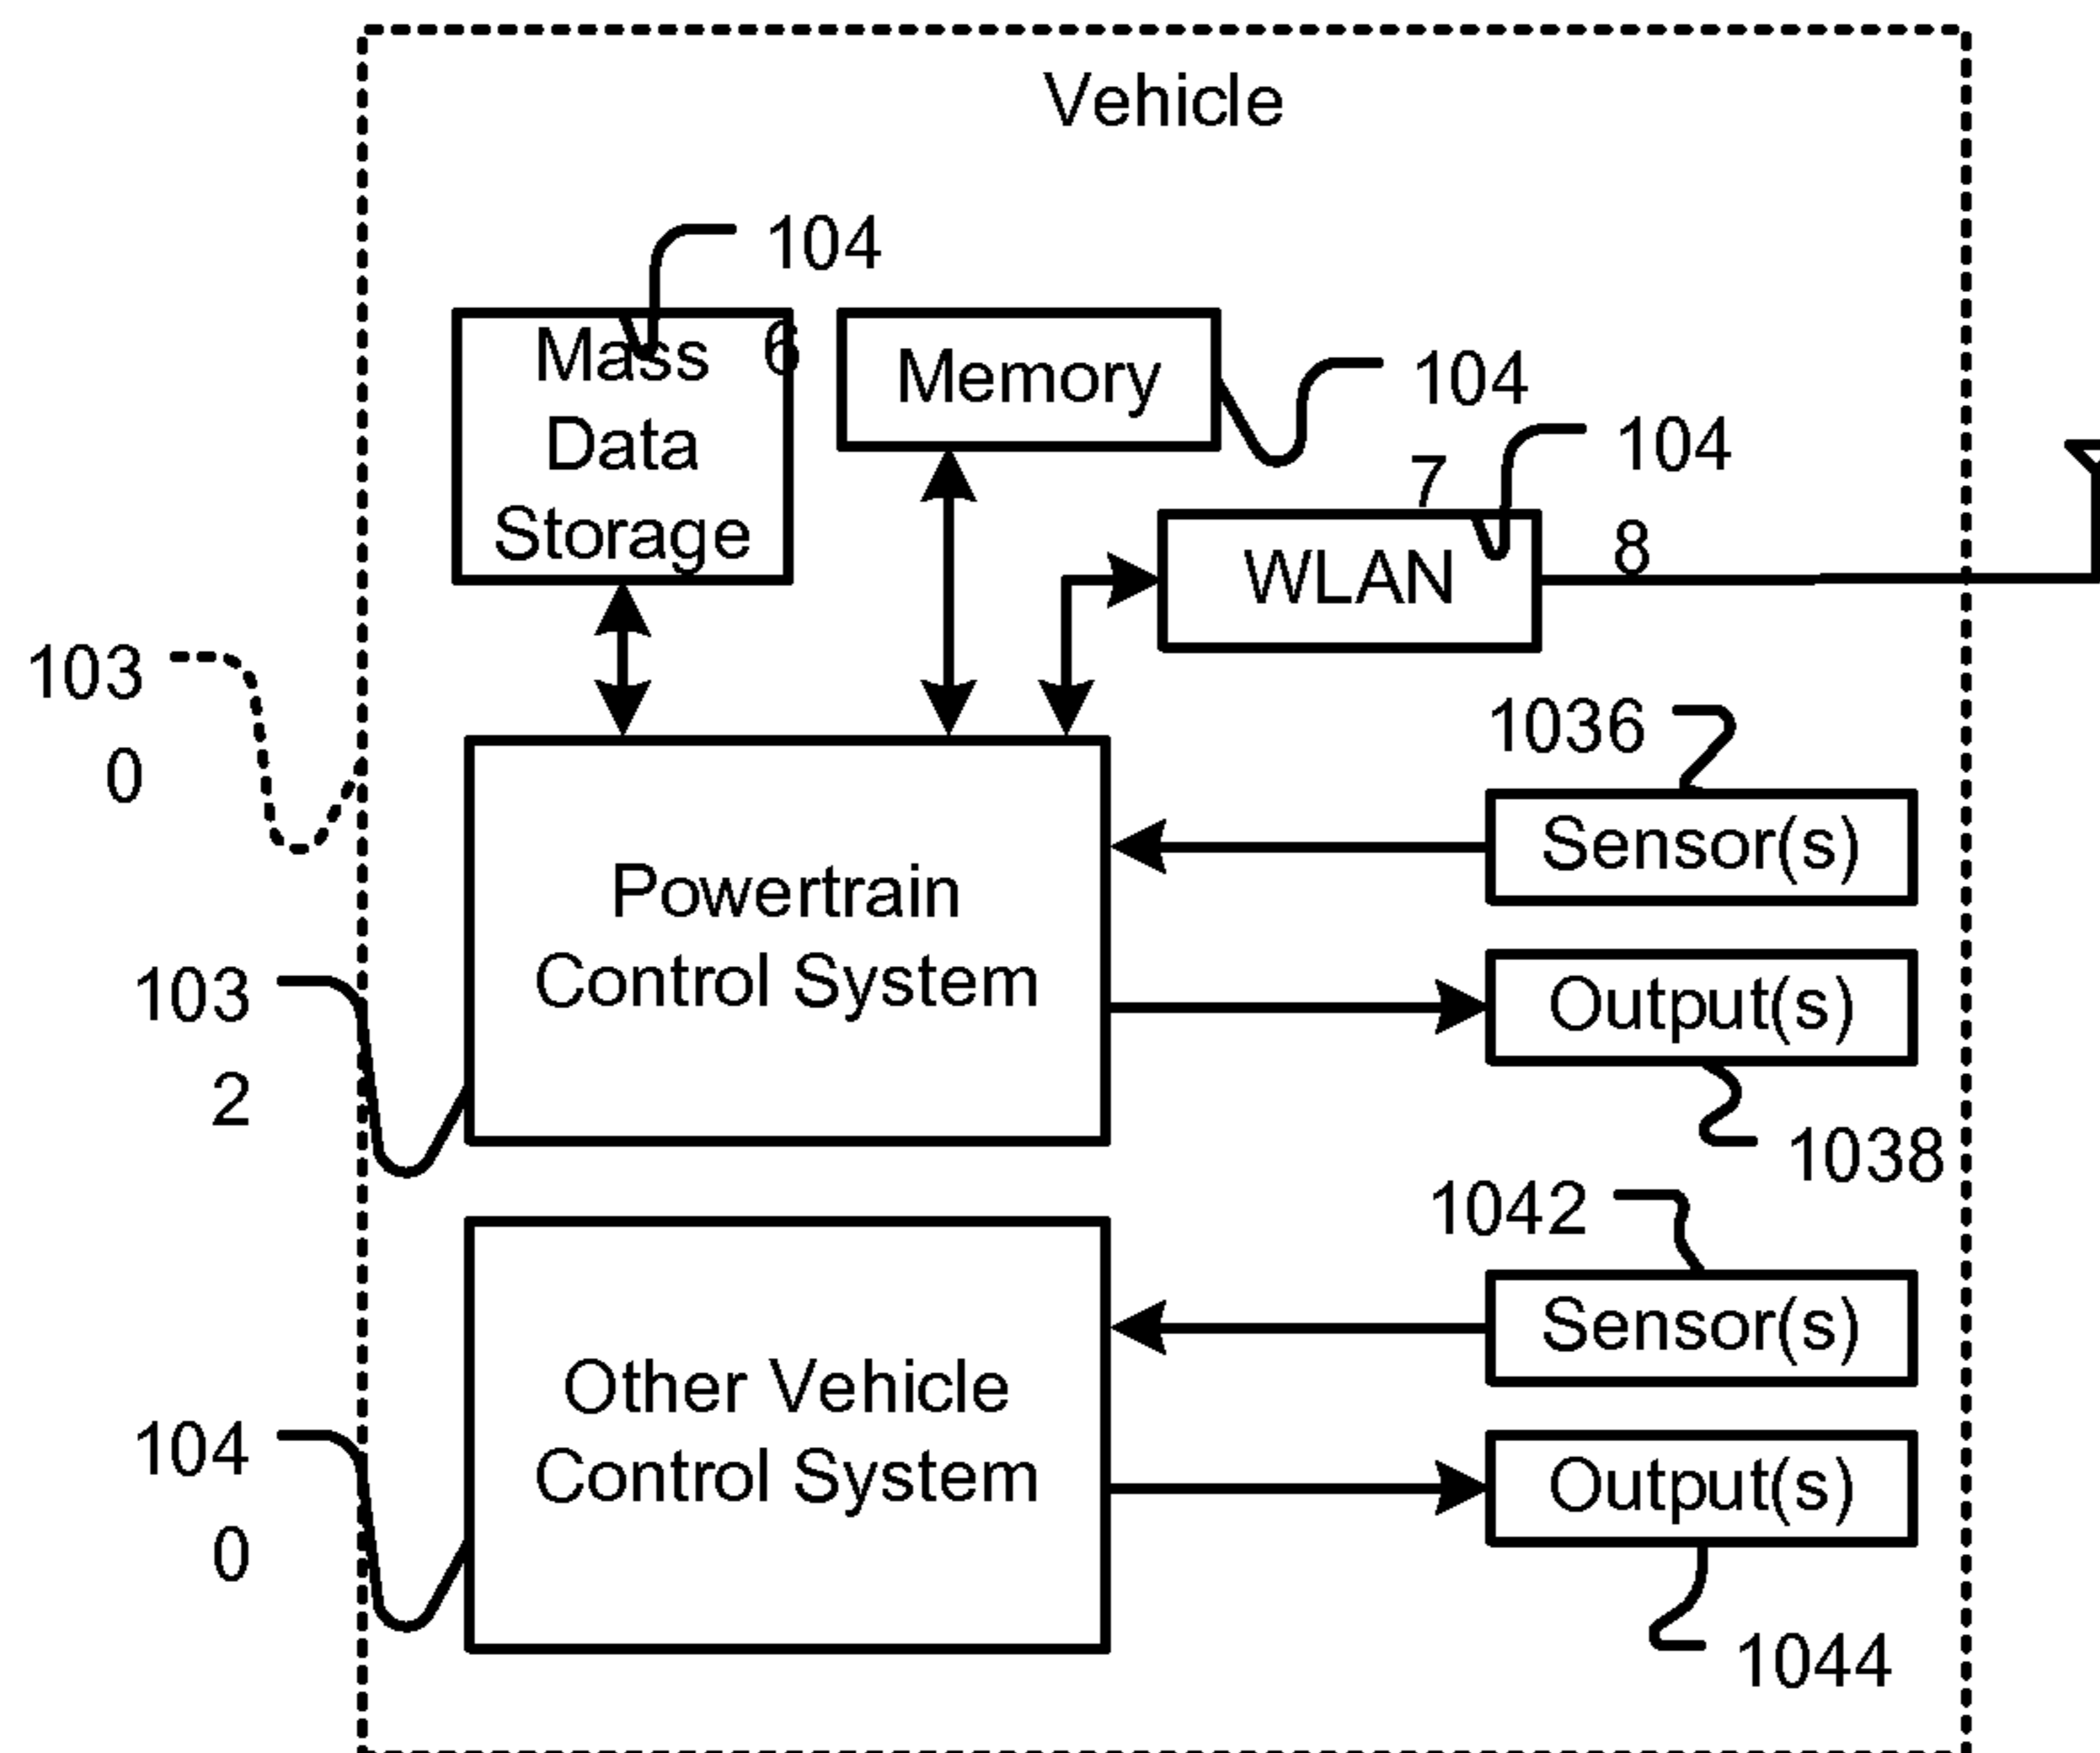 Vehicle
104
6
Mass
Data
Storage
Memory
104
7
104
8
WLAN
103
0
1036
Sensor(s)
Powertrain
Control System
103
2
Output(s)
1038
1042
Sensor(s)
Other Vehicle
Control System
104
0
Output(s)
1044